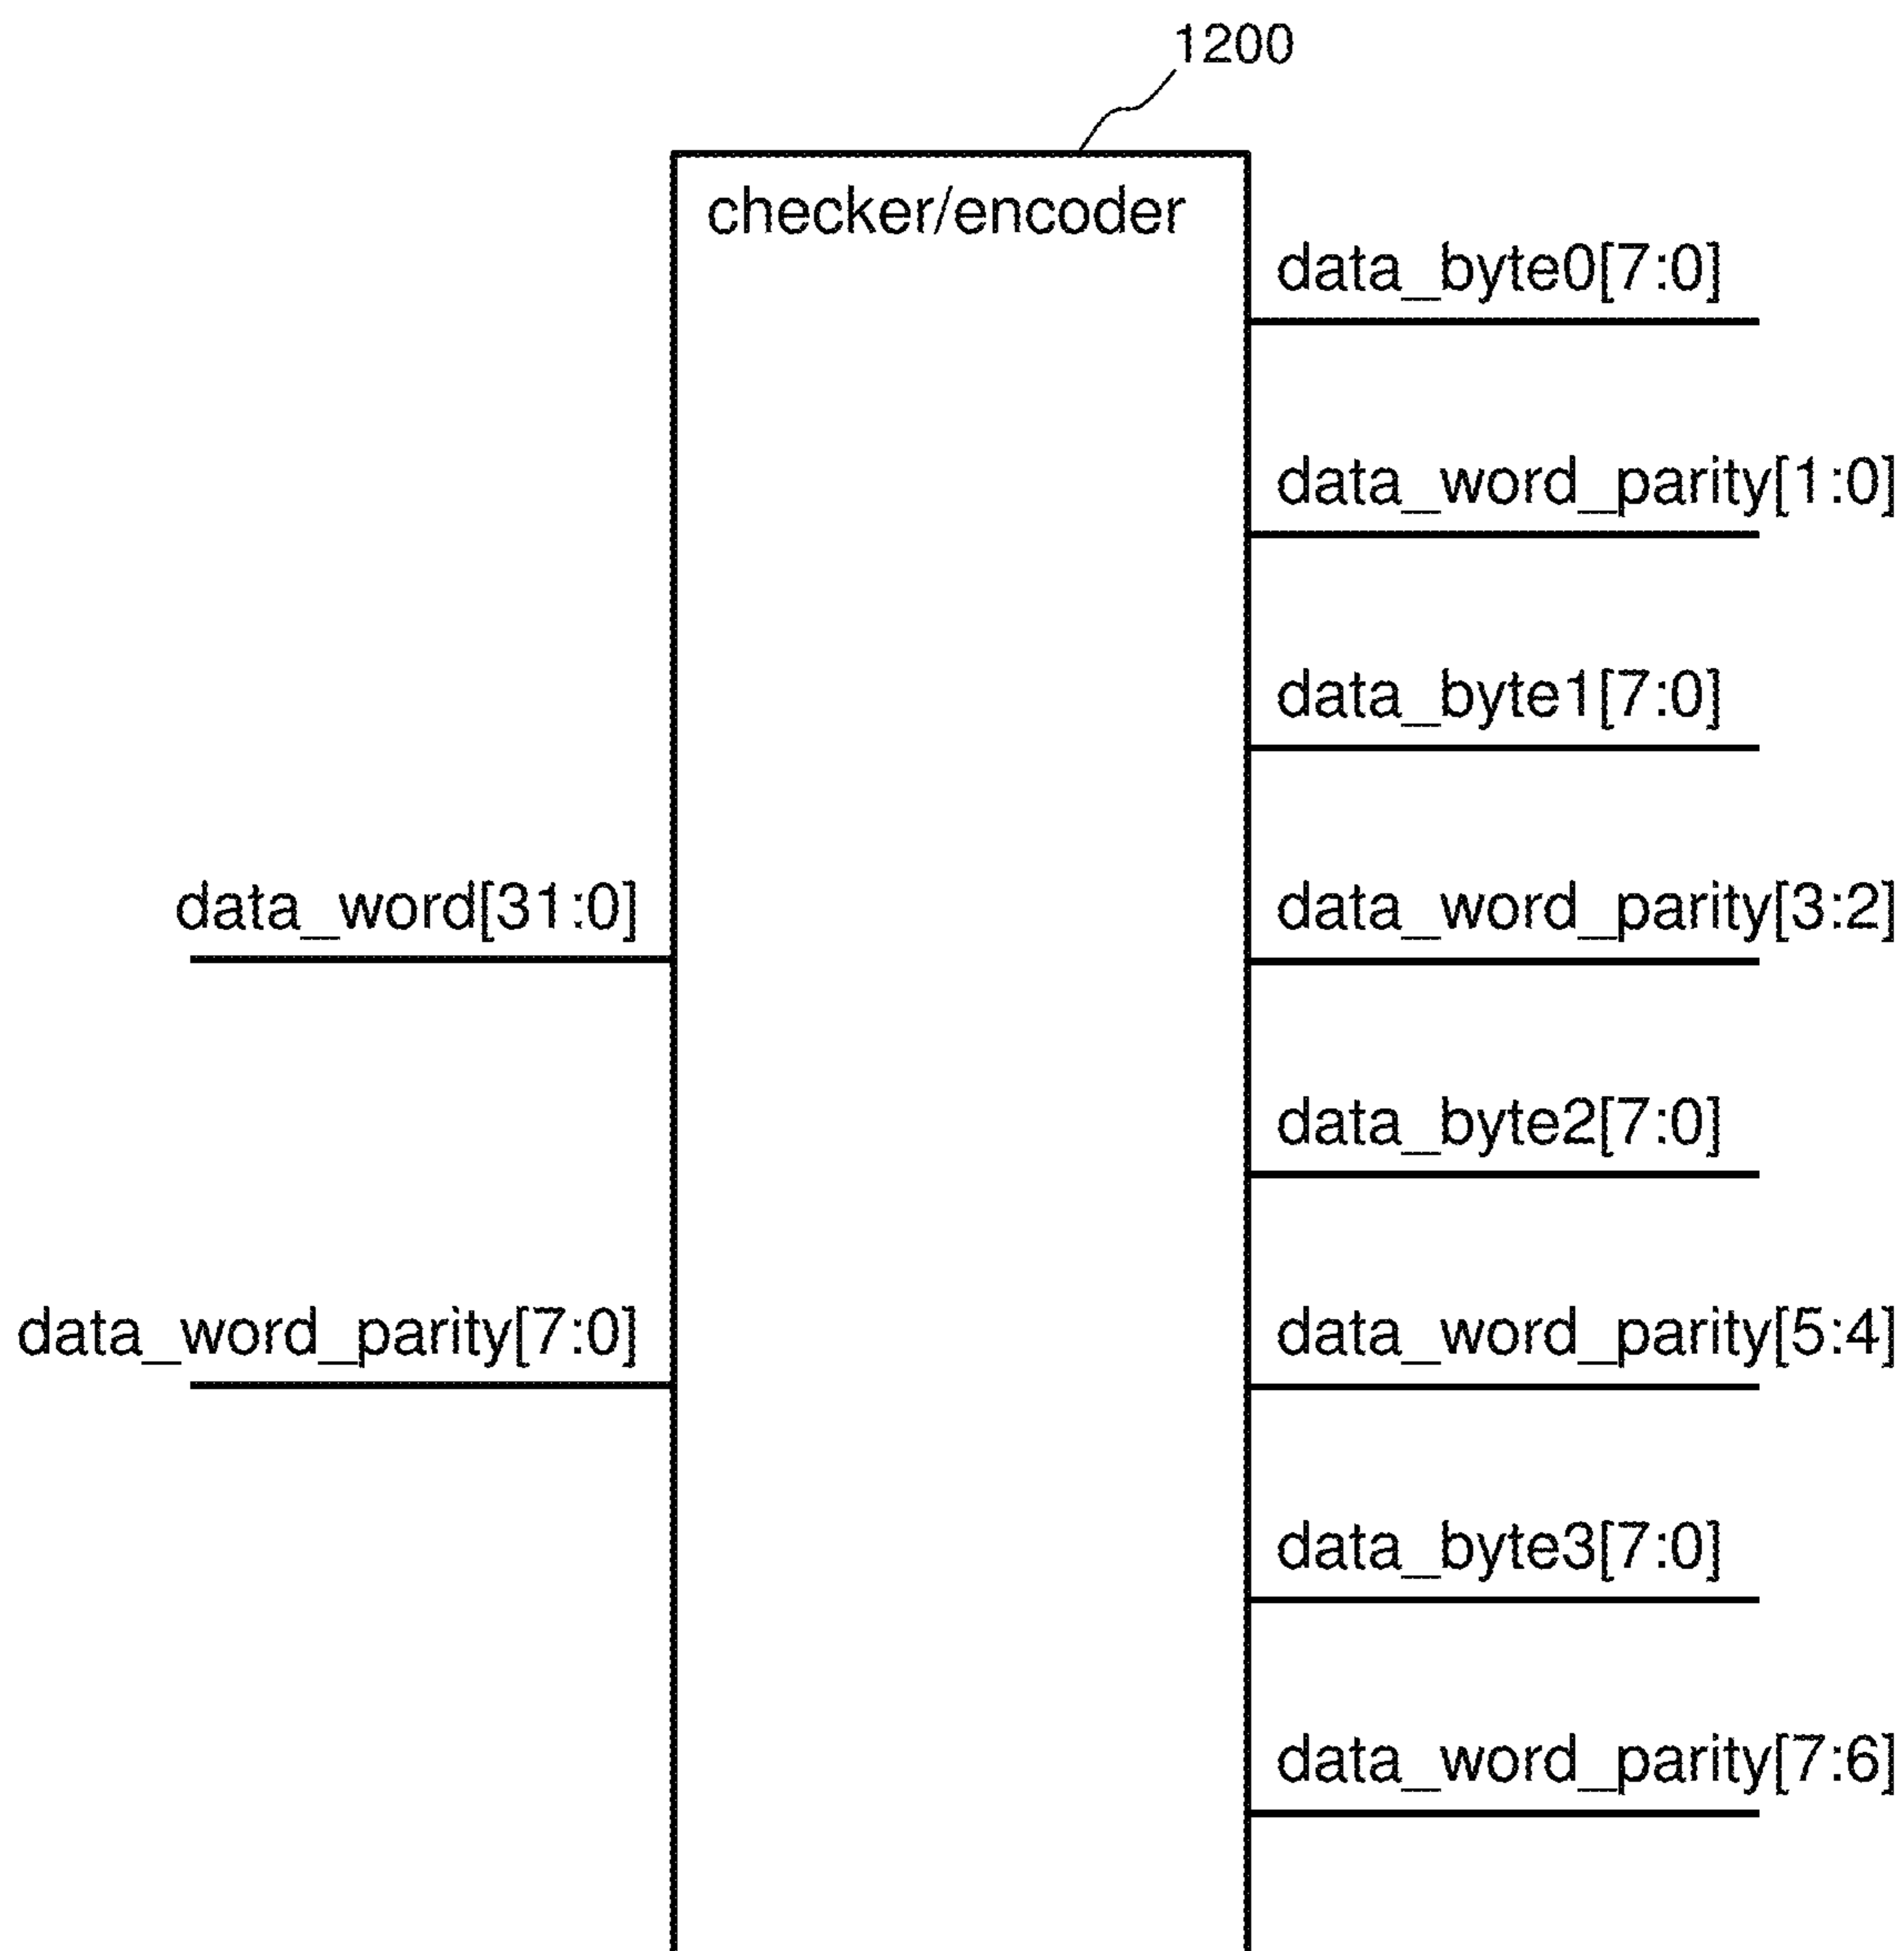 1200
checker/encoder
data_byte0[7:0]
data_word_parity[1:0]
data_byte1[7:0]
data_word[31:0]
data_word_parity[3:2]
data_byte2[7:0]
data_word_parity[7:0]
data_word_parity[5:4]
data_byte3[7:0]
data_word_parity[7:6]